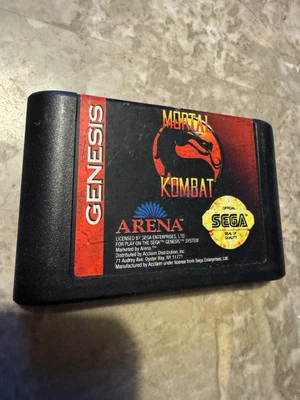 GENESIS
MORTAL
KOMBAT
ARENA™
OFFICIAL
SEGA
SEAL OF
QUALITY
LICENSED BY SEGA ENTERPRISES, LTD.
FOR PLAY ON THE SEGA™ GENESIS™ SYSTEM
Marketed by Arena™
Distributed by Acclaim Distribution, Inc.
71 Audrey Ave. Oyster Bay, NY 11771
Manufactured by Acclaim under license from Sega Enterprises, Ltd.